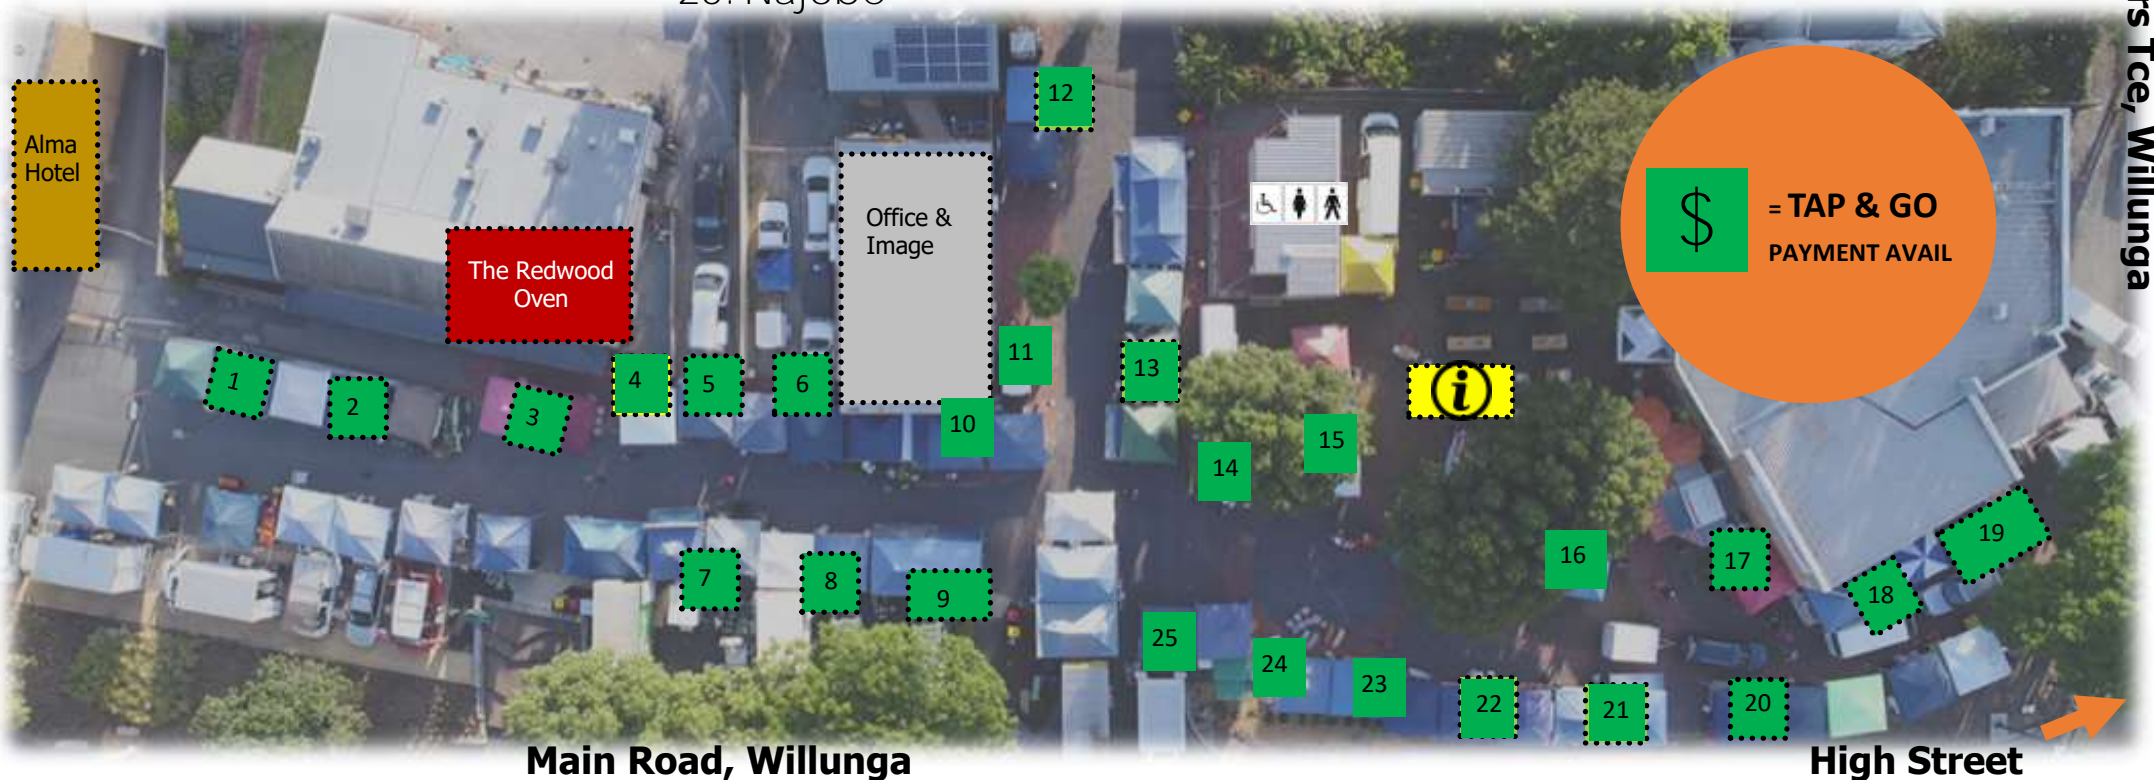 Alma
Hotel
The Redwood
Oven
Office &
Image
$
= TAP & GO
PAYMENT AVAIL
Tce, Willunga
1
2
3
4
5
6
7
8
9
10
11
12
13
14
15
16
17
18
19
20
21
22
23
24
25
i
Main Road, Willunga
High Street